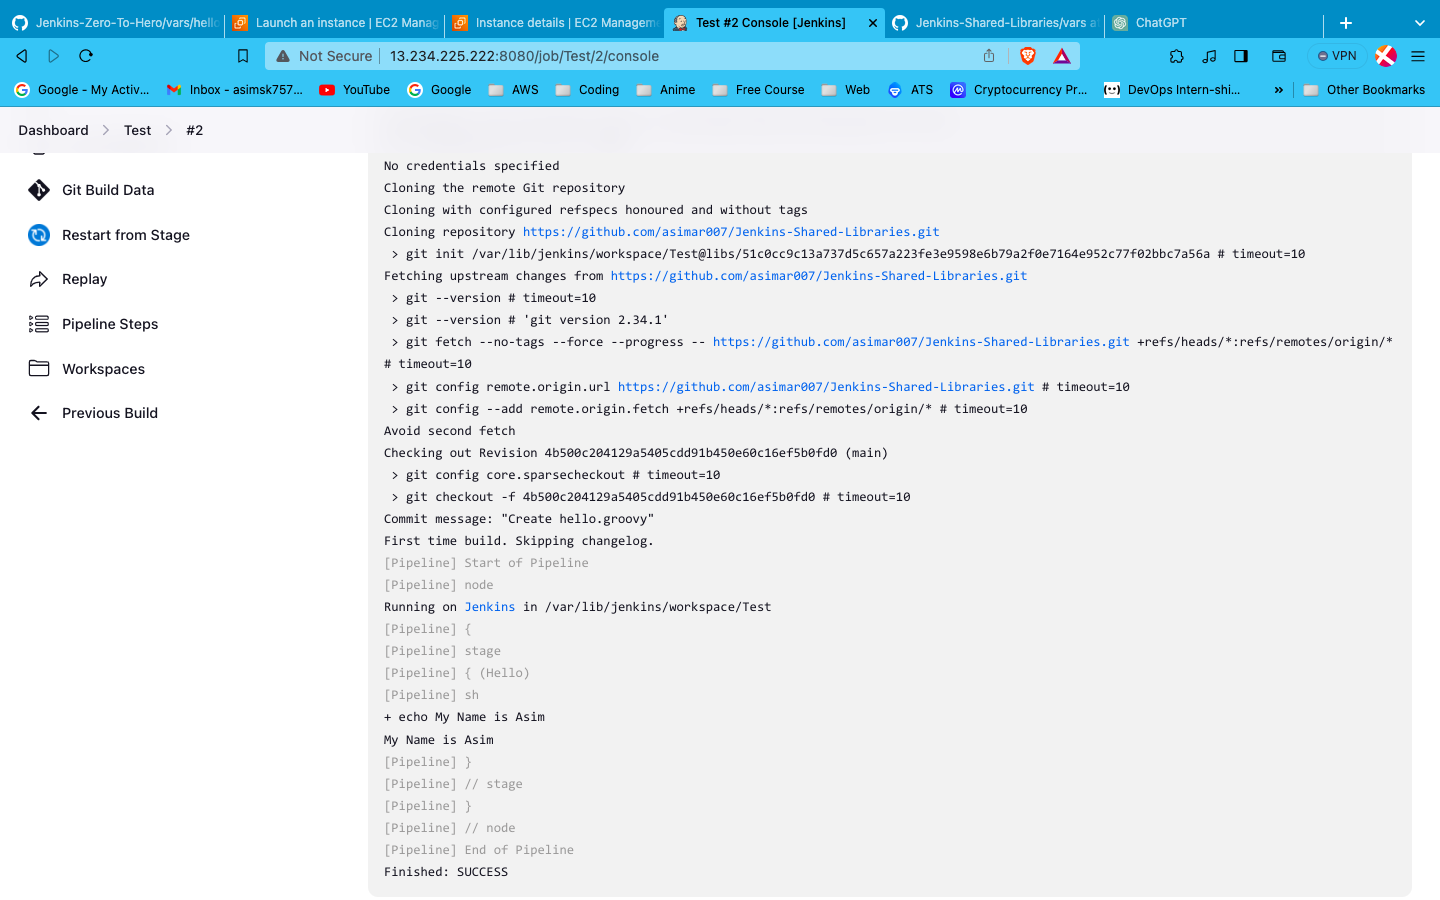 Jenkins-Zero-To-Hero/vars/hello
Launch an instance | EC2 Manag
Instance details | EC2 Managem
Test #2 Console [Jenkins]
Jenkins-Shared-Libraries/vars a
ChatGPT
Not Secure
13.234.225.222:8080/job/Test/2/console
VPN
Google - My Activ...
Inbox - asimsk757...
YouTube
Google
AWS
Coding
Anime
Free Course
Web
ATS
Cryptocurrency Pr...
DevOps Intern-shi...
»
Other Bookmarks
Dashboard
Test
#2
Git Build Data
Restart from Stage
Replay
Pipeline Steps
Workspaces
Previous Build
No credentials specified
Cloning the remote Git repository
Cloning with configured refspecs honoured and without tags
Cloning repository https://github.com/asimar007/Jenkins-Shared-Libraries.git
> git init /var/lib/jenkins/workspace/Test@libs/51c0cc9c13a737d5c657a223fe3e9598e6b79a2f0e7164e952c77f02bbc7a56a # timeout=10
Fetching upstream changes from https://github.com/asimar007/Jenkins-Shared-Libraries.git
> git --version # timeout=10
> git --version # 'git version 2.34.1'
> git fetch --no-tags --force --progress -- https://github.com/asimar007/Jenkins-Shared-Libraries.git +refs/heads/*:refs/remotes/origin/*
# timeout=10
> git config remote.origin.url https://github.com/asimar007/Jenkins-Shared-Libraries.git # timeout=10
> git config --add remote.origin.fetch +refs/heads/*:refs/remotes/origin/* # timeout=10
Avoid second fetch
Checking out Revision 4b500c204129a5405cdd91b450e60c16ef5b0fd0 (main)
> git config core.sparsecheckout # timeout=10
> git checkout -f 4b500c204129a5405cdd91b450e60c16ef5b0fd0 # timeout=10
Commit message: "Create hello.groovy"
First time build. Skipping changelog.
[Pipeline] Start of Pipeline
[Pipeline] node
Running on Jenkins in /var/lib/jenkins/workspace/Test
[Pipeline] {
[Pipeline] stage
[Pipeline] { (Hello)
[Pipeline] sh
+ echo My Name is Asim
My Name is Asim
[Pipeline] }
[Pipeline] // stage
[Pipeline] }
[Pipeline] // node
[Pipeline] End of Pipeline
Finished: SUCCESS